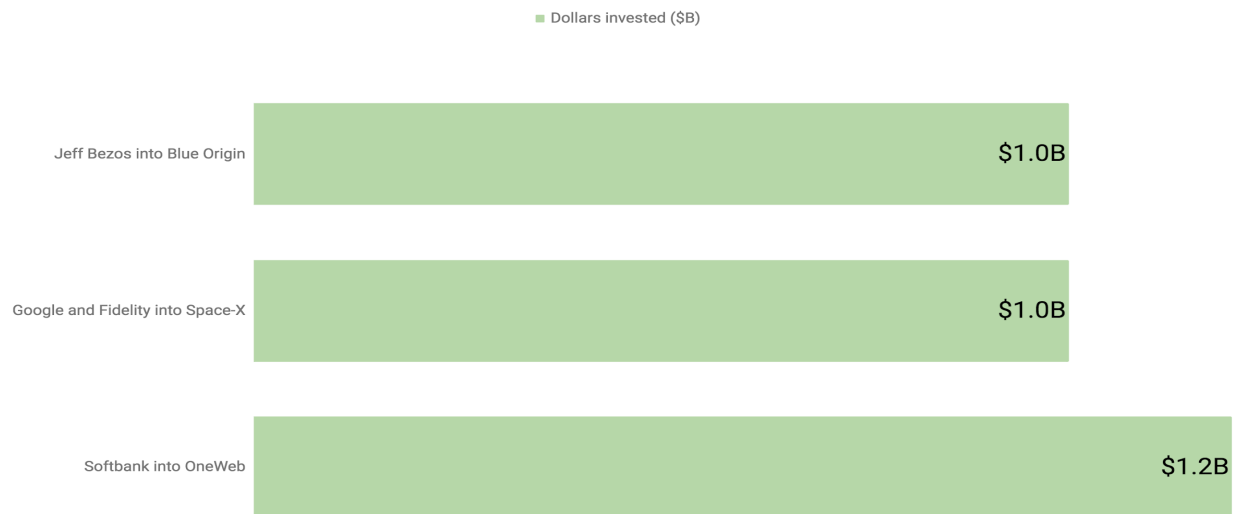 Dollars invested ($B)
Jeff Bezos into Blue Origin
$1.0B
Google and Fidelity into Space-X
$1.0B
Softbank into OneWeb
$1.2B